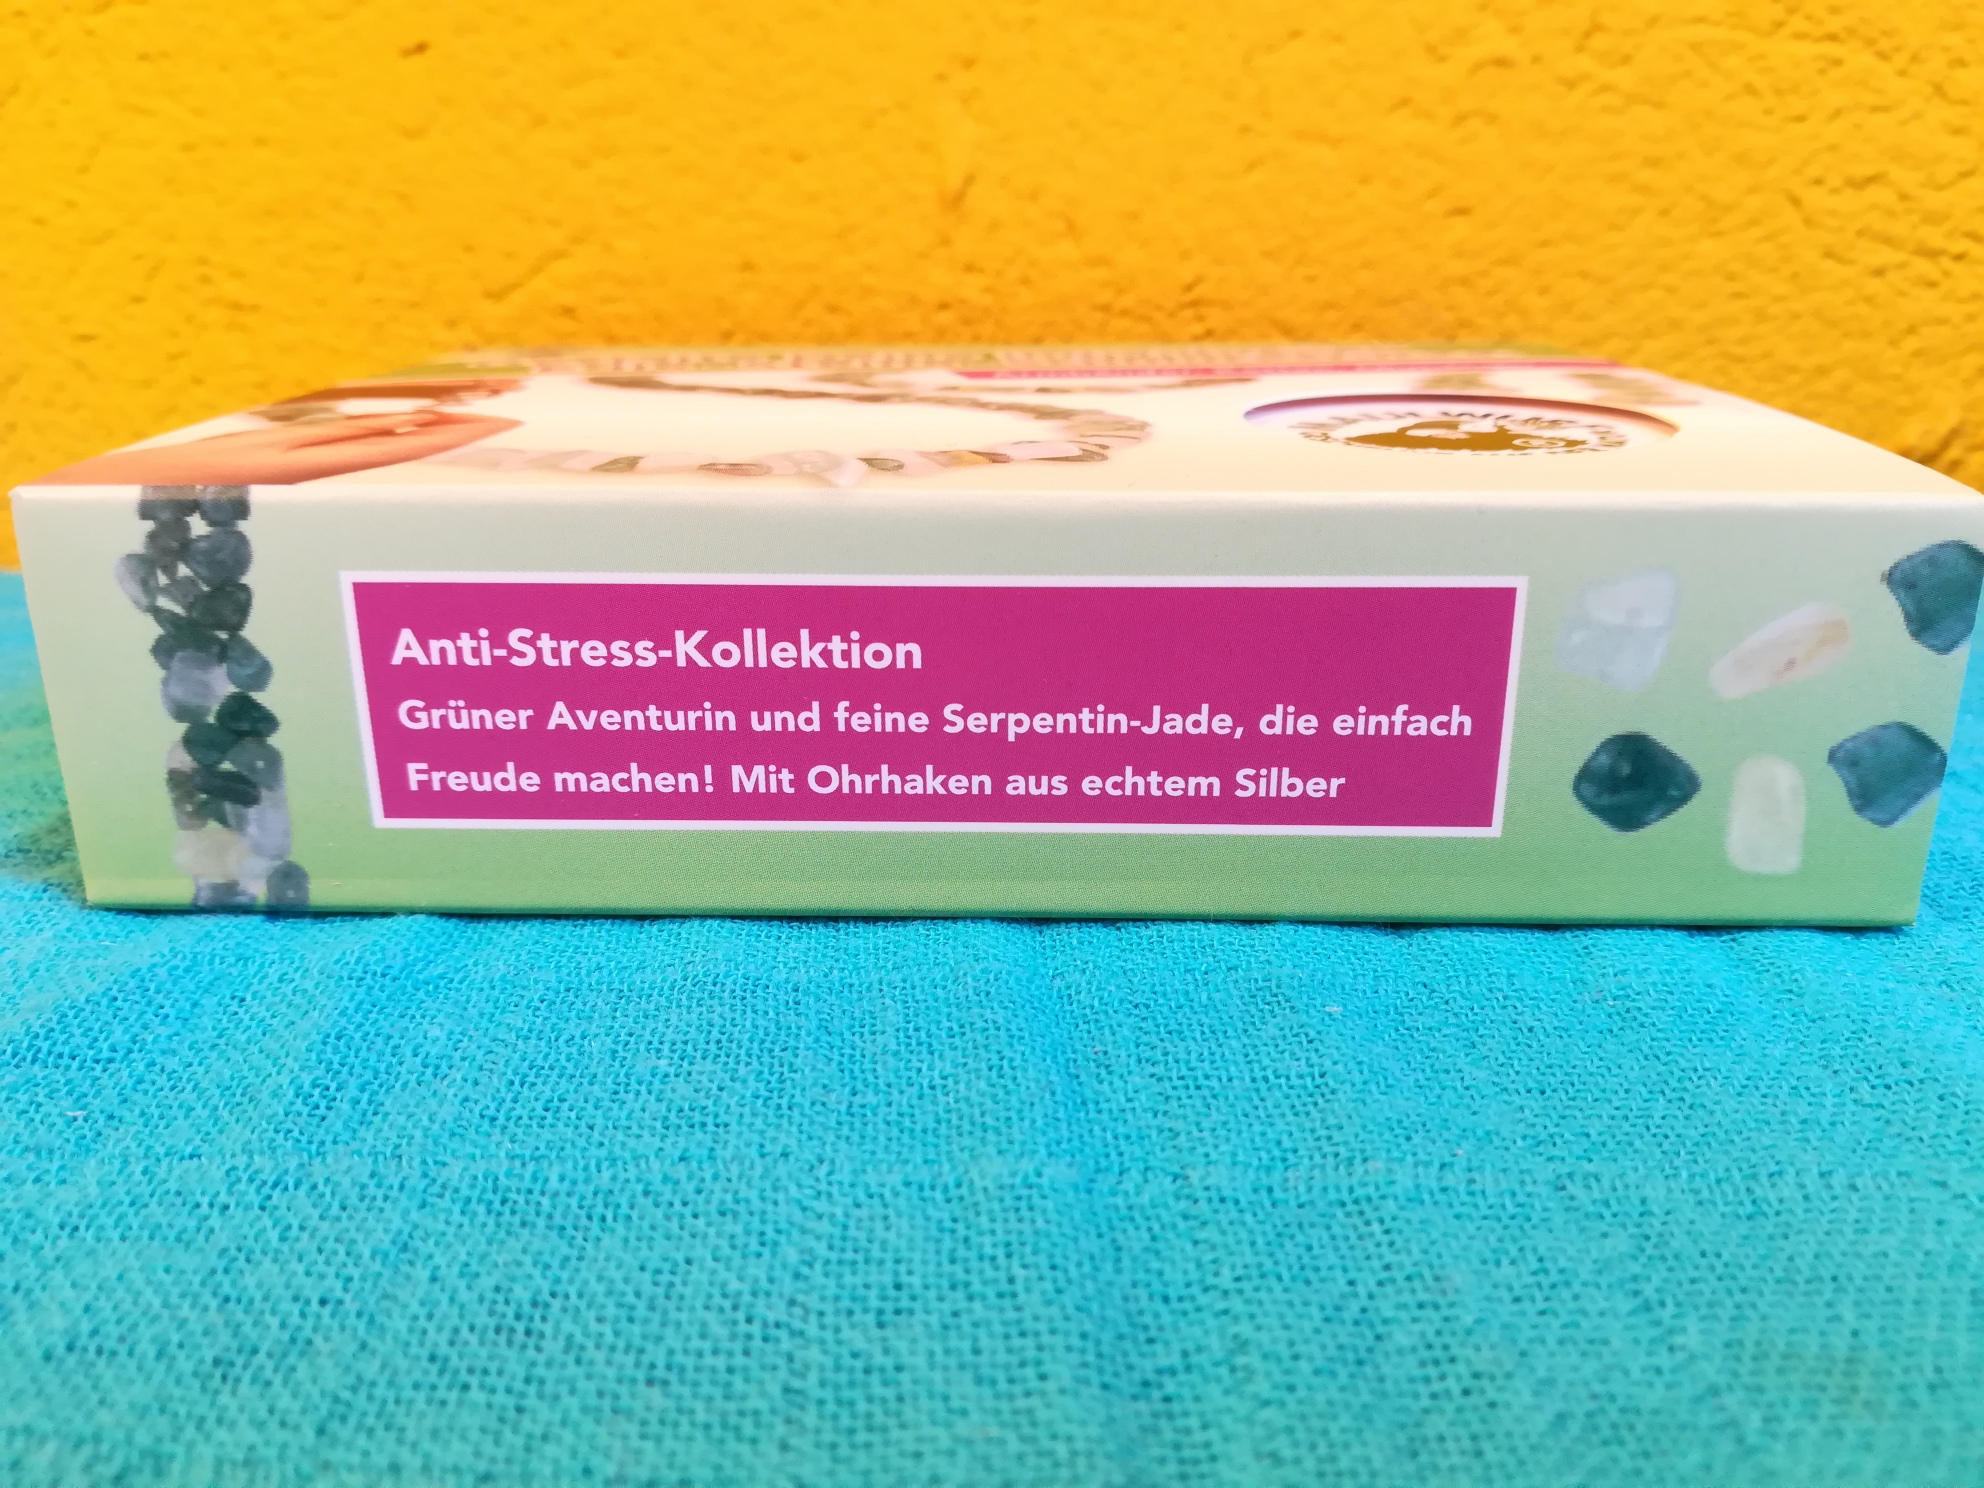 Anti-Stress-Kollektion
Grüner Aventurin und feine Serpentin-Jade, die einfach
Freude machen! Mit Ohrhaken aus echtem Silber